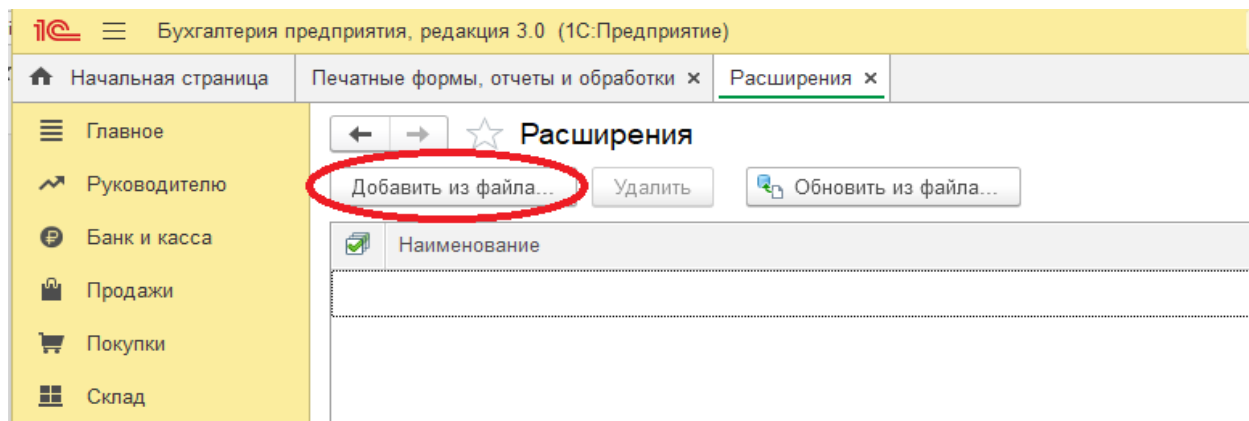 1С Бухгалтерия предприятия, редакция 3.0 (1С:Предприятие)
Начальная страница Печатные формы, отчеты и обработки × Расширения ×
Главное
Руководителю
Банк и касса
Продажи
Покупки
Склад
Расширения
Добавить из файла... Удалить Обновить из файла...
Наименование